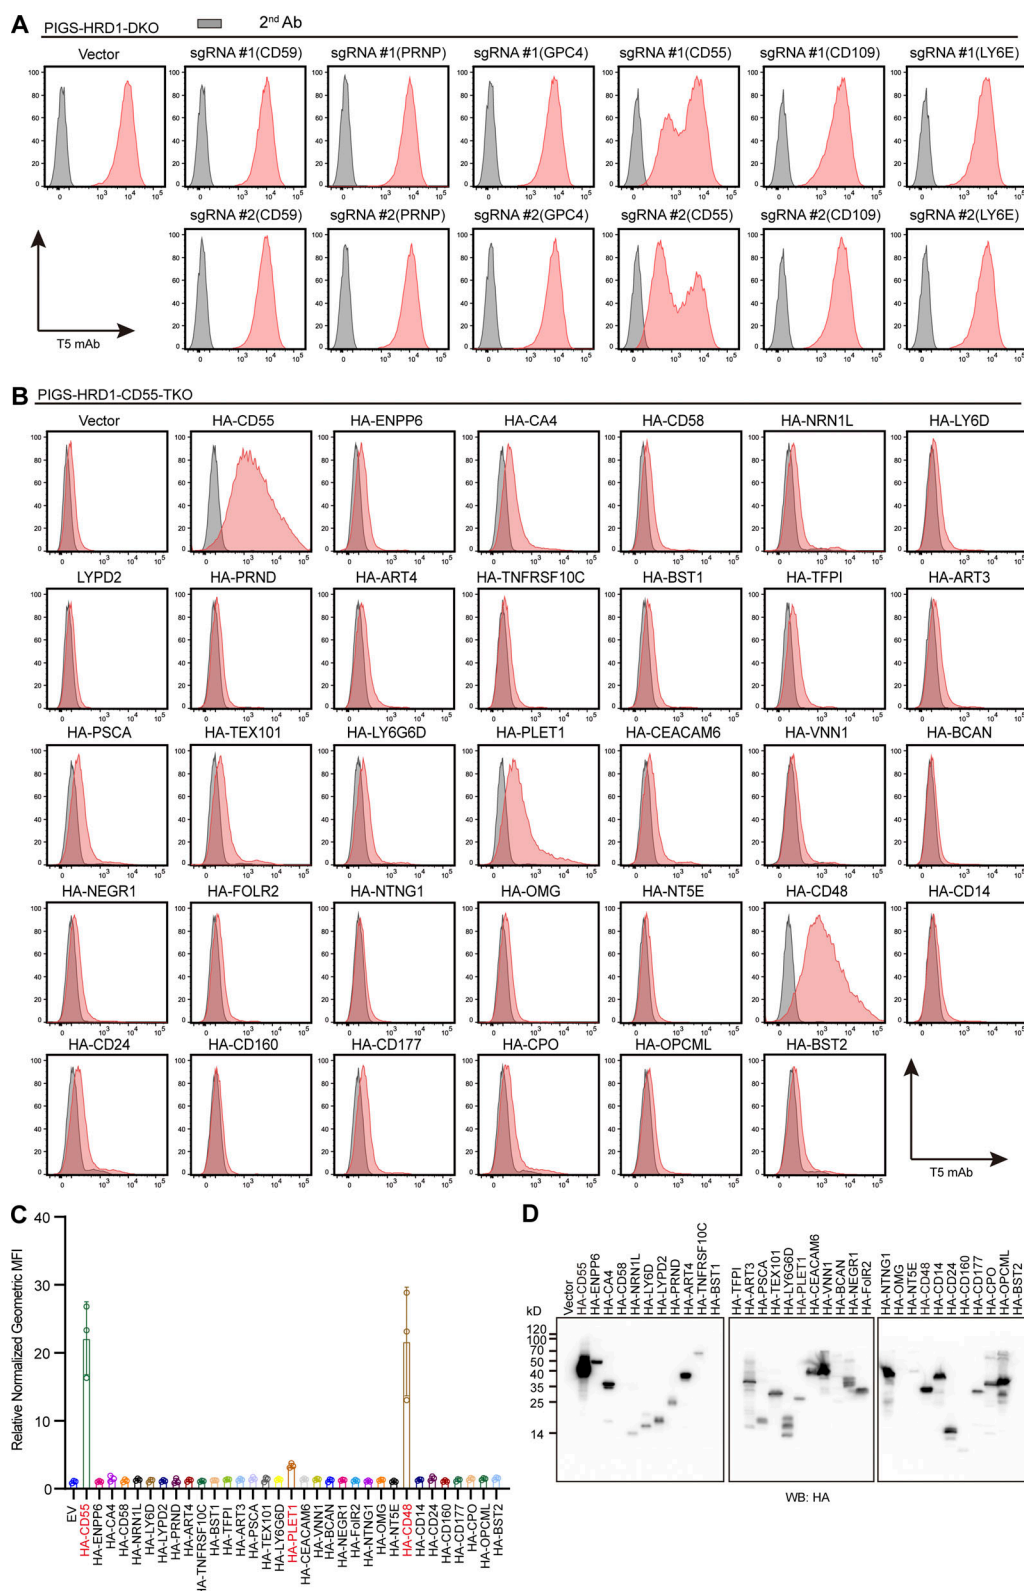 A
PIGS-HRD1-DKO
2nd Ab
Vector
sgRNA #1(CD59)
sgRNA #1(PRNP)
sgRNA #1(GPC4)
sgRNA #1(CD55)
sgRNA #1(CD109)
sgRNA #1(LY6E)
sgRNA #2(CD59)
sgRNA #2(PRNP)
sgRNA #2(GPC4)
sgRNA #2(CD55)
sgRNA #2(CD109)
sgRNA #2(LY6E)
T5 mAb
B
PIGS-HRD1-CD55-TKO
Vector
HA-CD55
HA-ENPP6
HA-CA4
HA-CD58
HA-NRN1L
HA-LY6D
LYPD2
HA-PRND
HA-ART4
HA-TNFRSF10C
HA-BST1
HA-TFPI
HA-ART3
HA-PSCA
HA-TEX101
HA-LY6G6D
HA-PLET1
HA-CEACAM6
HA-VNN1
HA-BCAN
HA-NEGR1
HA-FOLR2
HA-NTNG1
HA-OMG
HA-NT5E
HA-CD48
HA-CD14
HA-CD24
HA-CD160
HA-CD177
HA-CPO
HA-OPCML
HA-BST2
T5 mAb
C
Relative Normalized Geometric MFI
40
30
20
10
0
EV
HA-CD55
HA-ENPP6
HA-CA4
HA-CD58
HA-NRN1L
HA-LY6D
HA-LYPD2
HA-PRND
HA-ART4
HA-TNFRSF10C
HA-BST1
HA-TFPI
HA-ART3
HA-PSCA
HA-TEX101
HA-LY6G6D
HA-PLET1
HA-CEACAM6
HA-VNN1
HA-BCAN
HA-NEGR1
HA-FolR2
HA-NTNG1
HA-OMG
HA-NT5E
HA-CD48
HA-CD14
HA-CD24
HA-CD160
HA-CD177
HA-CPO
HA-OPCML
HA-BST2
D
Vector
HA-CD55
HA-ENPP6
HA-CA4
HA-CD58
HA-NRN1L
HA-LY6D
HA-LYPD2
HA-PRND
HA-ART4
HA-TNFRSF10C
HA-BST1
HA-TFPI
HA-ART3
HA-PSCA
HA-TEX101
HA-LY6G6D
HA-PLET1
HA-CEACAM6
HA-VNN1
HA-BCAN
HA-NEGR1
HA-FolR2
HA-NTNG1
HA-OMG
HA-NT5E
HA-CD48
HA-CD14
HA-CD24
HA-CD160
HA-CD177
HA-CPO
HA-OPCML
HA-BST2
kD
120
100
70
50
40
35
25
14
WB: HA